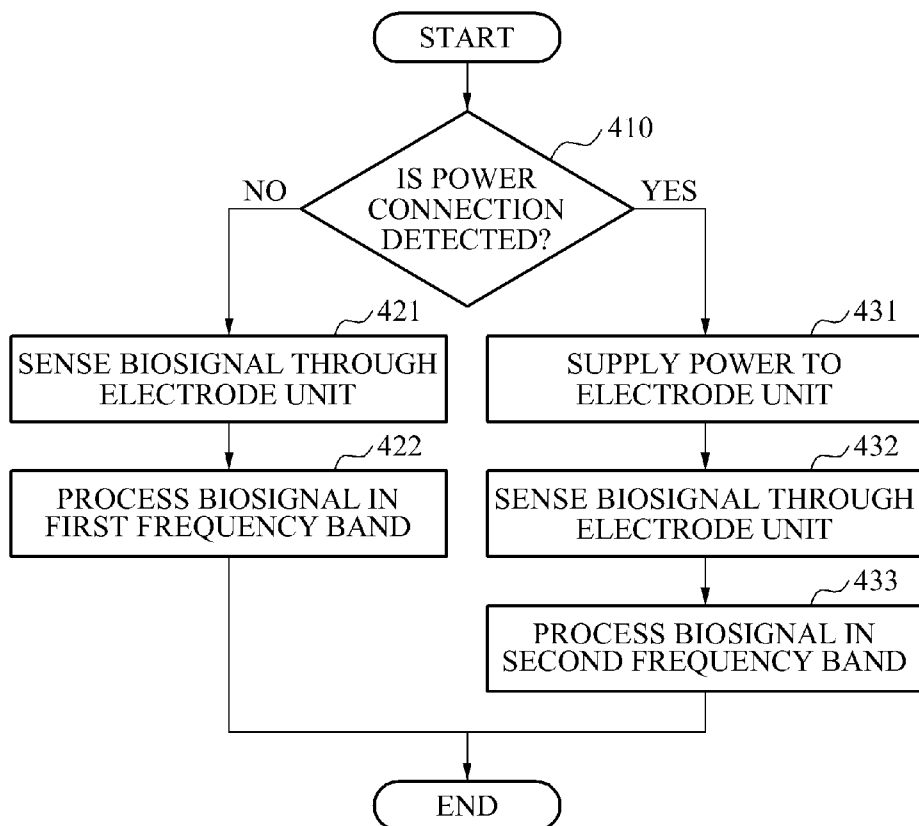 START
410
IS POWER
CONNECTION
DETECTED?
NO
YES
421
SENSE BIOSIGNAL THROUGH
ELECTRODE UNIT
422
PROCESS BIOSIGNAL IN
FIRST FREQUENCY BAND
431
SUPPLY POWER TO
ELECTRODE UNIT
432
SENSE BIOSIGNAL THROUGH
ELECTRODE UNIT
433
PROCESS BIOSIGNAL IN
SECOND FREQUENCY BAND
END